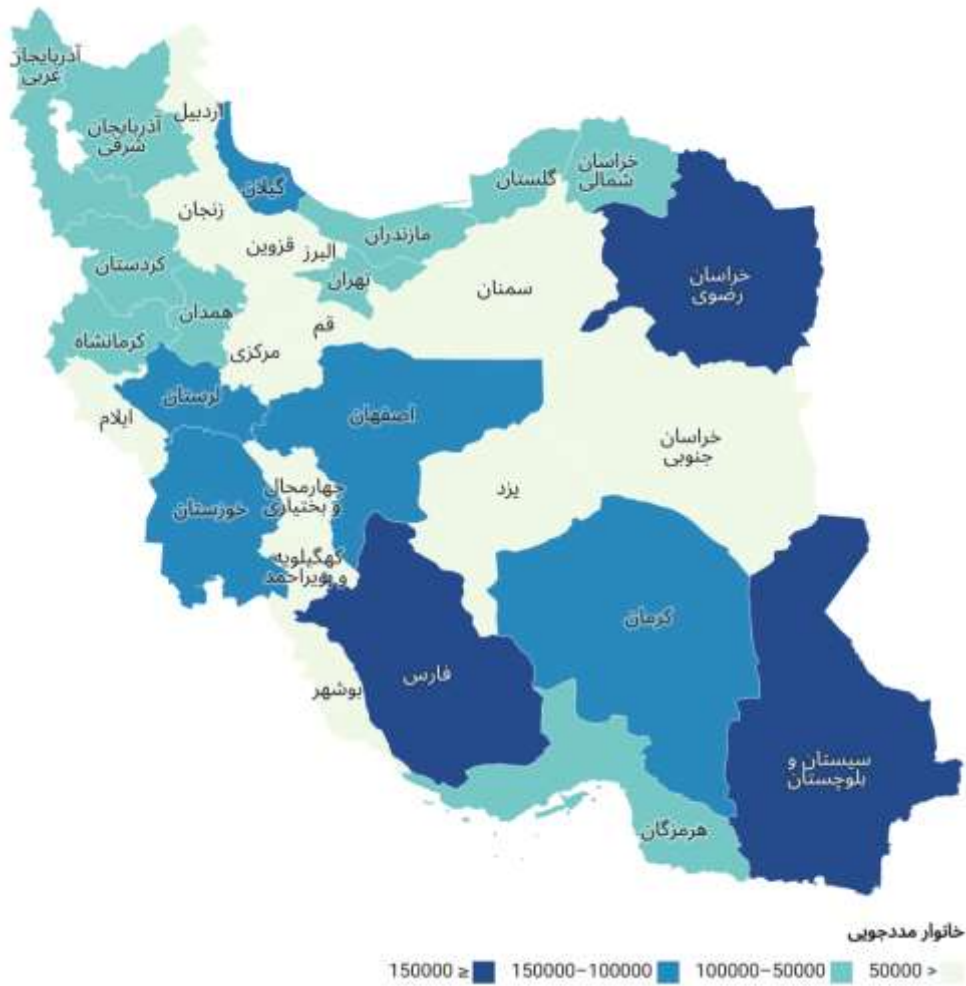 آذربایجان
غربی
اردبیل
آذربایجان
شرقی
گیلان
زنجان
قزوین
البرز
مازندران
گلستان
خراسان
شمالی
خراسان
رضوی
سمنان
تهران
قم
کردستان
همدان
کرمانشاه
مرکزی
لرستان
ایلام
اصفهان
خراسان
جنوبی
یزد
چهارمحال
و بختیاری
خوزستان
کهگیلویه
و بویراحمد
کرمان
فارس
بوشهر
سیستان و
بلوچستان
هرمزگان
خانوار مددجویی
50000 >
100000–50000
150000–100000
150000 ≤